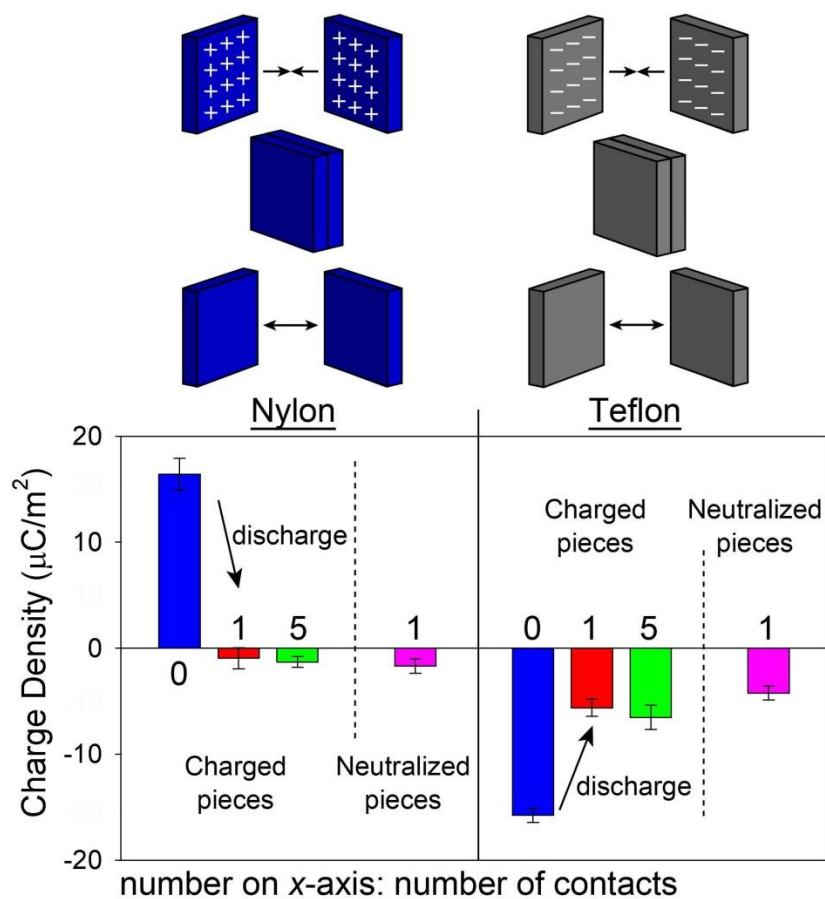 Nylon
Teflon
20
10
0
-10
-20
Charge Density (μC/m²)
discharge
0
1
5
1
Charged
pieces
Neutralized
pieces
Charged
pieces
Neutralized
pieces
0
1
5
1
discharge
number on x-axis: number of contacts